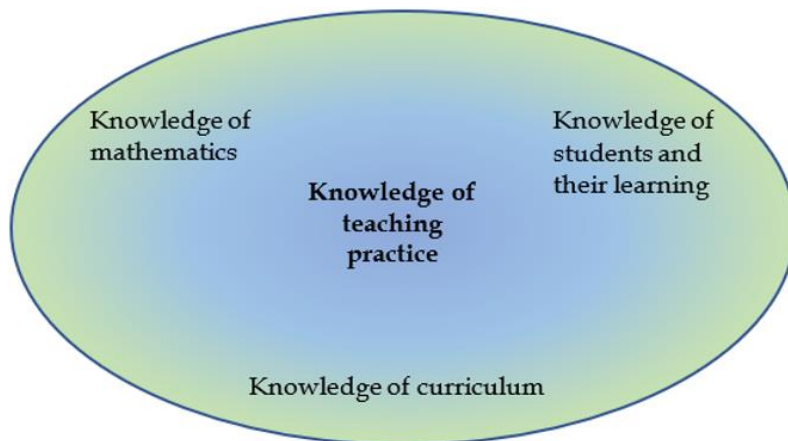 Knowledge of
mathematics
Knowledge of
students and
their learning
Knowledge of
teaching
practice
Knowledge of curriculum